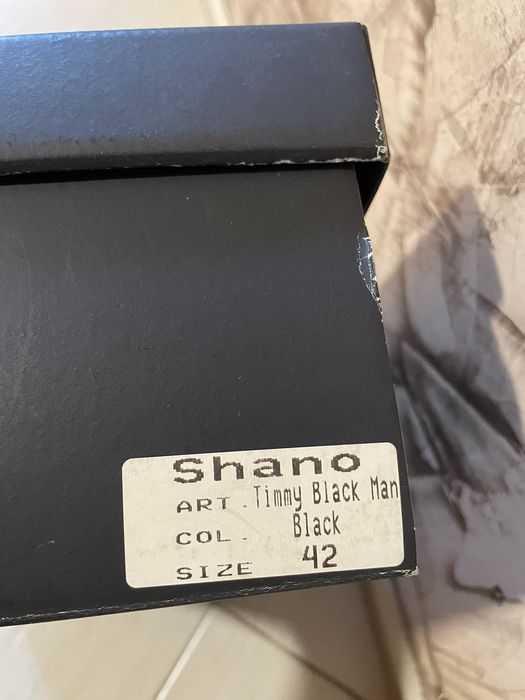 Shano
ART. Timmy Black Man
COL. Black
SIZE 42